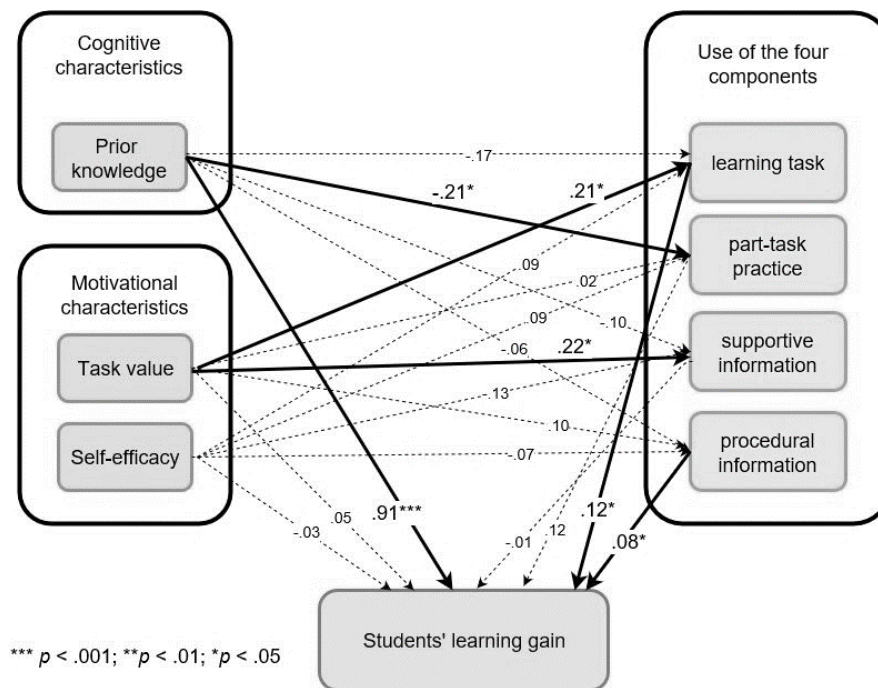 Cognitive
characteristics
Prior
knowledge
Motivational
characteristics
Task value
Self-efficacy
Use of the four
components
learning task
part-task
practice
supportive
information
procedural
information
-.17
-.21*
.21*
.09
.02
.09
-.10
-.06
.22*
.13
.10
-.07
.91***
.05
-.03
.12*
.12
-.01
.08*
Students' learning gain
*** p < .001; **p < .01; *p < .05